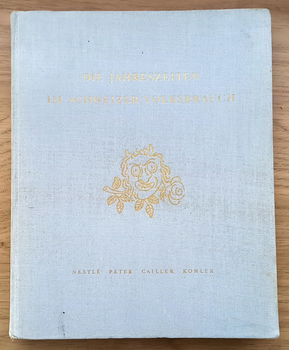 DIE JAHRESZEITEN
IM SCHWEIZER VOLKSBRAUCH
NESTLÉ PETER CAILLER KOHLER